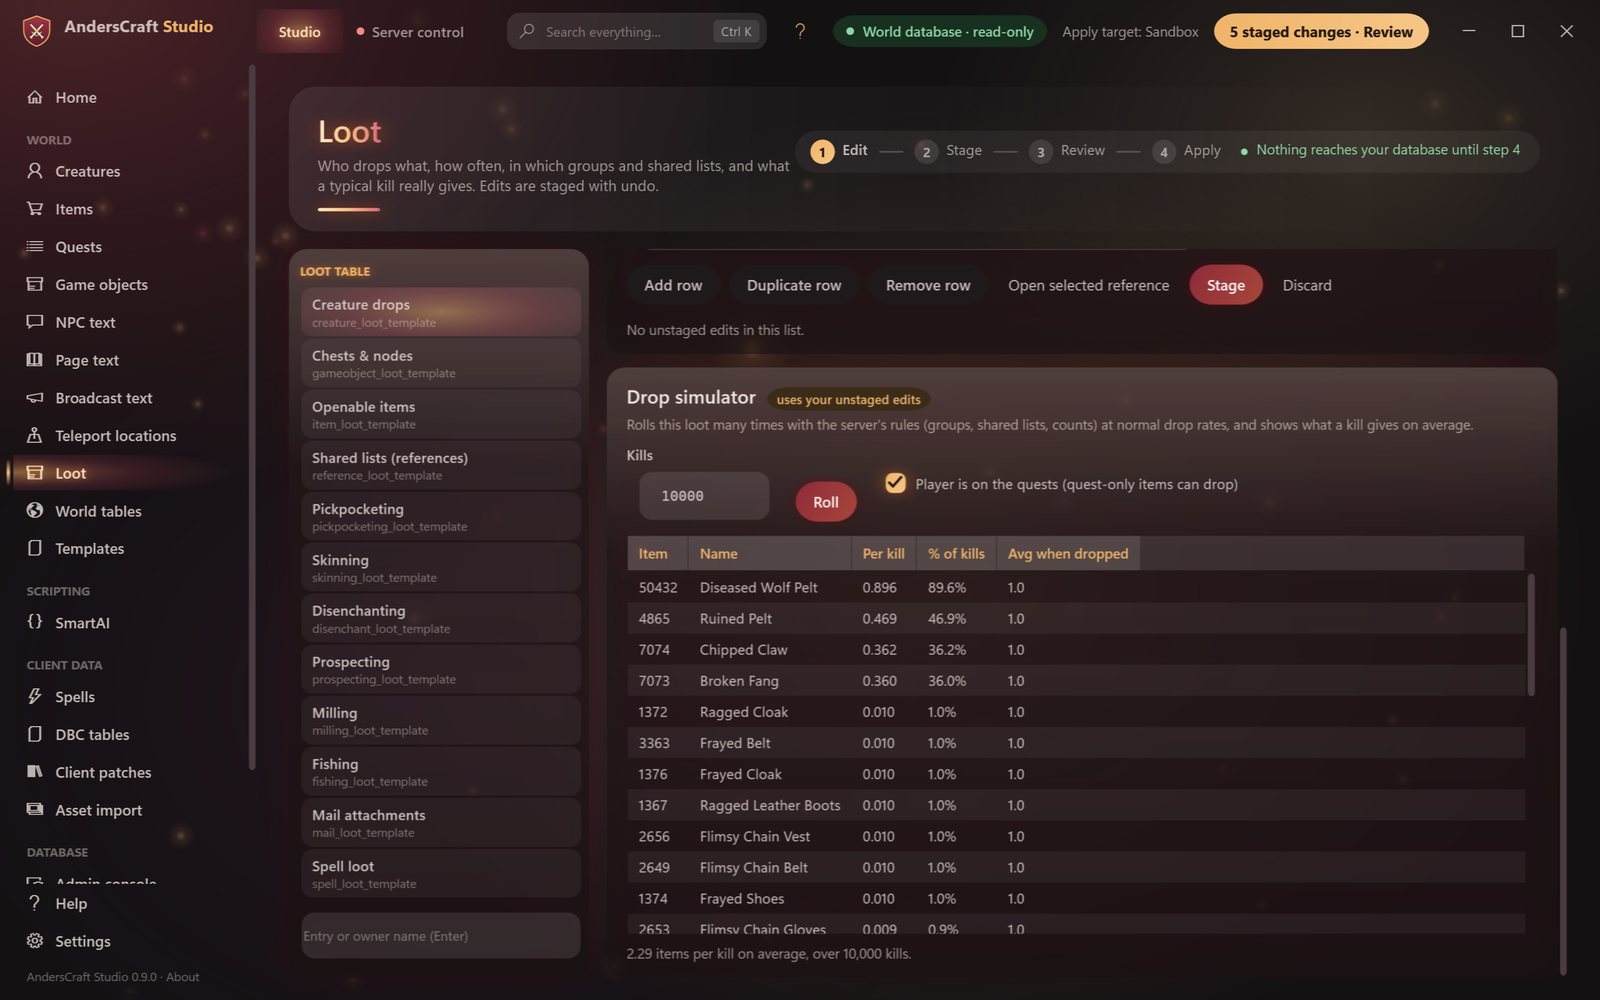 AndersCraft Studio
Studio
Server control
Search everything...
Ctrl K
?
World database · read-only
Apply target: Sandbox
5 staged changes · Review
Home
WORLD
Creatures
Items
Quests
Game objects
NPC text
Page text
Broadcast text
Teleport locations
Loot
World tables
Templates
SCRIPTING
SmartAI
CLIENT DATA
Spells
DBC tables
Client patches
Asset import
DATABASE
Admin console
Help
Settings
AndersCraft Studio 0.9.0 · About
Loot
Who drops what, how often, in which groups and shared lists, and what
a typical kill really gives. Edits are staged with undo.
1 Edit
2 Stage
3 Review
4 Apply
Nothing reaches your database until step 4
LOOT TABLE
Creature drops
creature_loot_template
Chests & nodes
gameobject_loot_template
Openable items
item_loot_template
Shared lists (references)
reference_loot_template
Pickpocketing
pickpocketing_loot_template
Skinning
skinning_loot_template
Disenchanting
disenchant_loot_template
Prospecting
prospecting_loot_template
Milling
milling_loot_template
Fishing
fishing_loot_template
Mail attachments
mail_loot_template
Spell loot
spell_loot_template
Entry or owner name (Enter)
Add row
Duplicate row
Remove row
Open selected reference
Stage
Discard
No unstaged edits in this list.
Drop simulator
uses your unstaged edits
Rolls this loot many times with the server's rules (groups, shared lists, counts) at normal drop rates, and shows what a kill gives on average.
Kills
10000
Roll
Player is on the quests (quest-only items can drop)
Item Name Per kill % of kills Avg when dropped
50432 Diseased Wolf Pelt 0.896 89.6% 1.0
4865 Ruined Pelt 0.469 46.9% 1.0
7074 Chipped Claw 0.362 36.2% 1.0
7073 Broken Fang 0.360 36.0% 1.0
1372 Ragged Cloak 0.010 1.0% 1.0
3363 Frayed Belt 0.010 1.0% 1.0
1376 Frayed Cloak 0.010 1.0% 1.0
1367 Ragged Leather Boots 0.010 1.0% 1.0
2656 Flimsy Chain Vest 0.010 1.0% 1.0
2649 Flimsy Chain Belt 0.010 1.0% 1.0
1374 Frayed Shoes 0.010 1.0% 1.0
2653 Flimsy Chain Gloves 0.009 0.9% 1.0
2.29 items per kill on average, over 10,000 kills.